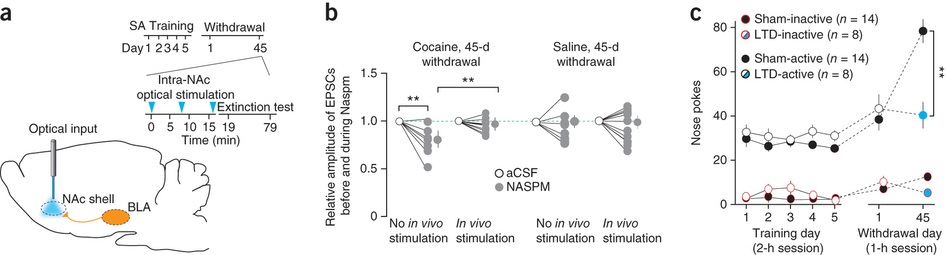 a
SA Training Withdrawal
Day 1 2 3 4 5 1 45
Intra-NAc
optical stimulation
Extinction test
0 5 10 16 19 79
Time (min)
Optical input
NAc shell
BLA
b
Cocaine, 45-d
withdrawal
Saline, 45-d
withdrawal
Relative amplitude of EPSCs
before and during Naspm
1.5
1.0
0.5
0
**
**
aCSF
NASPM
No in vivo
stimulation
In vivo
stimulation
No in vivo
stimulation
In vivo
stimulation
c
Sham-inactive (n = 14)
LTD-inactive (n = 8)
Sham-active (n = 14)
LTD-active (n = 8)
Nose pokes
80
60
40
20
0
**
1 2 3 4 5 1 45
Training day
(2-h session)
Withdrawal day
(1-h session)